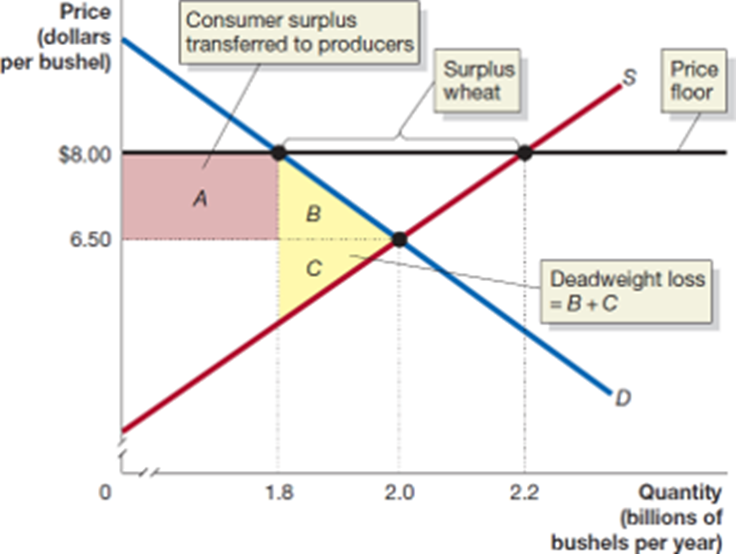 Price
(dollars
per bushel)
Consumer surplus
transferred to producers
Surplus
wheat
Price
floor
S
$8.00
A
B
6.50
C
Deadweight loss
= B + C
D
0
1.8
2.0
2.2
Quantity
(billions of
bushels per year)